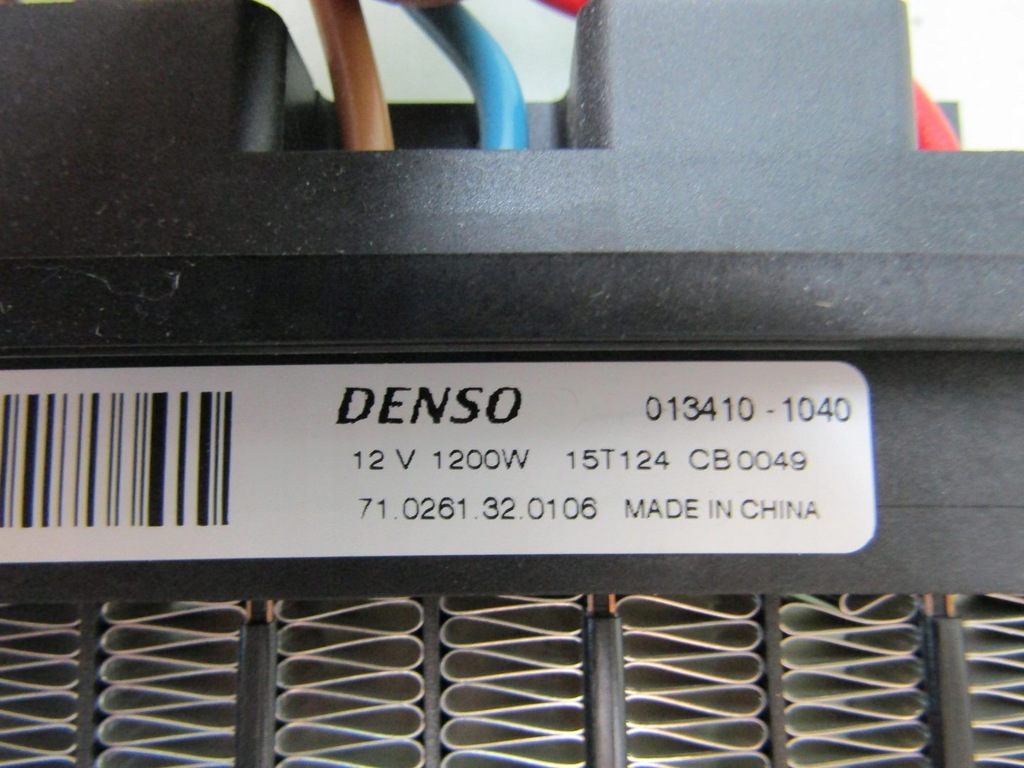 DENSO 013410-1040
12 V 1200W 15T124 CB0049
71.0261.32.0106 MADE IN CHINA